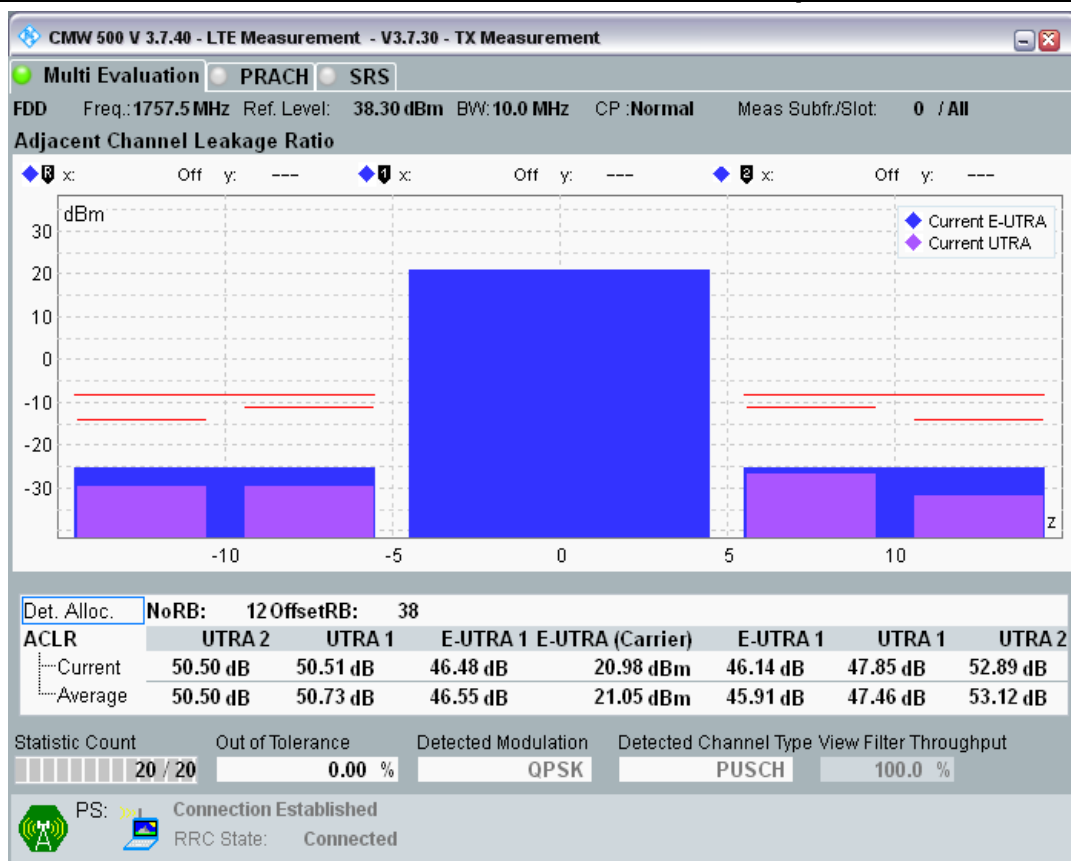 CMW 500 V 3.7.40 - LTE Measurement - V3.7.30 - TX Measurement
Multi Evaluation PRACH SRS
FDD Freq.: 1757.5 MHz Ref. Level: 38.30 dBm BW: 10.0 MHz CP :Normal Meas Subfr./Slot: 0 / All
Adjacent Channel Leakage Ratio
R x: Off y: --- 1 x: Off y: --- 2 x: Off y: ---
dBm
Current E-UTRA
Current UTRA
30
20
10
0
-10
-20
-30
z
-10 -5 0 5 10
Det. Alloc. NoRB: 12 OffsetRB: 38
ACLR UTRA 2 UTRA 1 E-UTRA 1 E-UTRA (Carrier) E-UTRA 1 UTRA 1 UTRA 2
Current 50.50 dB 50.51 dB 46.48 dB 20.98 dBm 46.14 dB 47.85 dB 52.89 dB
Average 50.50 dB 50.73 dB 46.55 dB 21.05 dBm 45.91 dB 47.46 dB 53.12 dB
Statistic Count Out of Tolerance Detected Modulation Detected Channel Type View Filter Throughput
20 / 20 0.00 % QPSK PUSCH 100.0 %
PS: Connection Established
RRC State: Connected